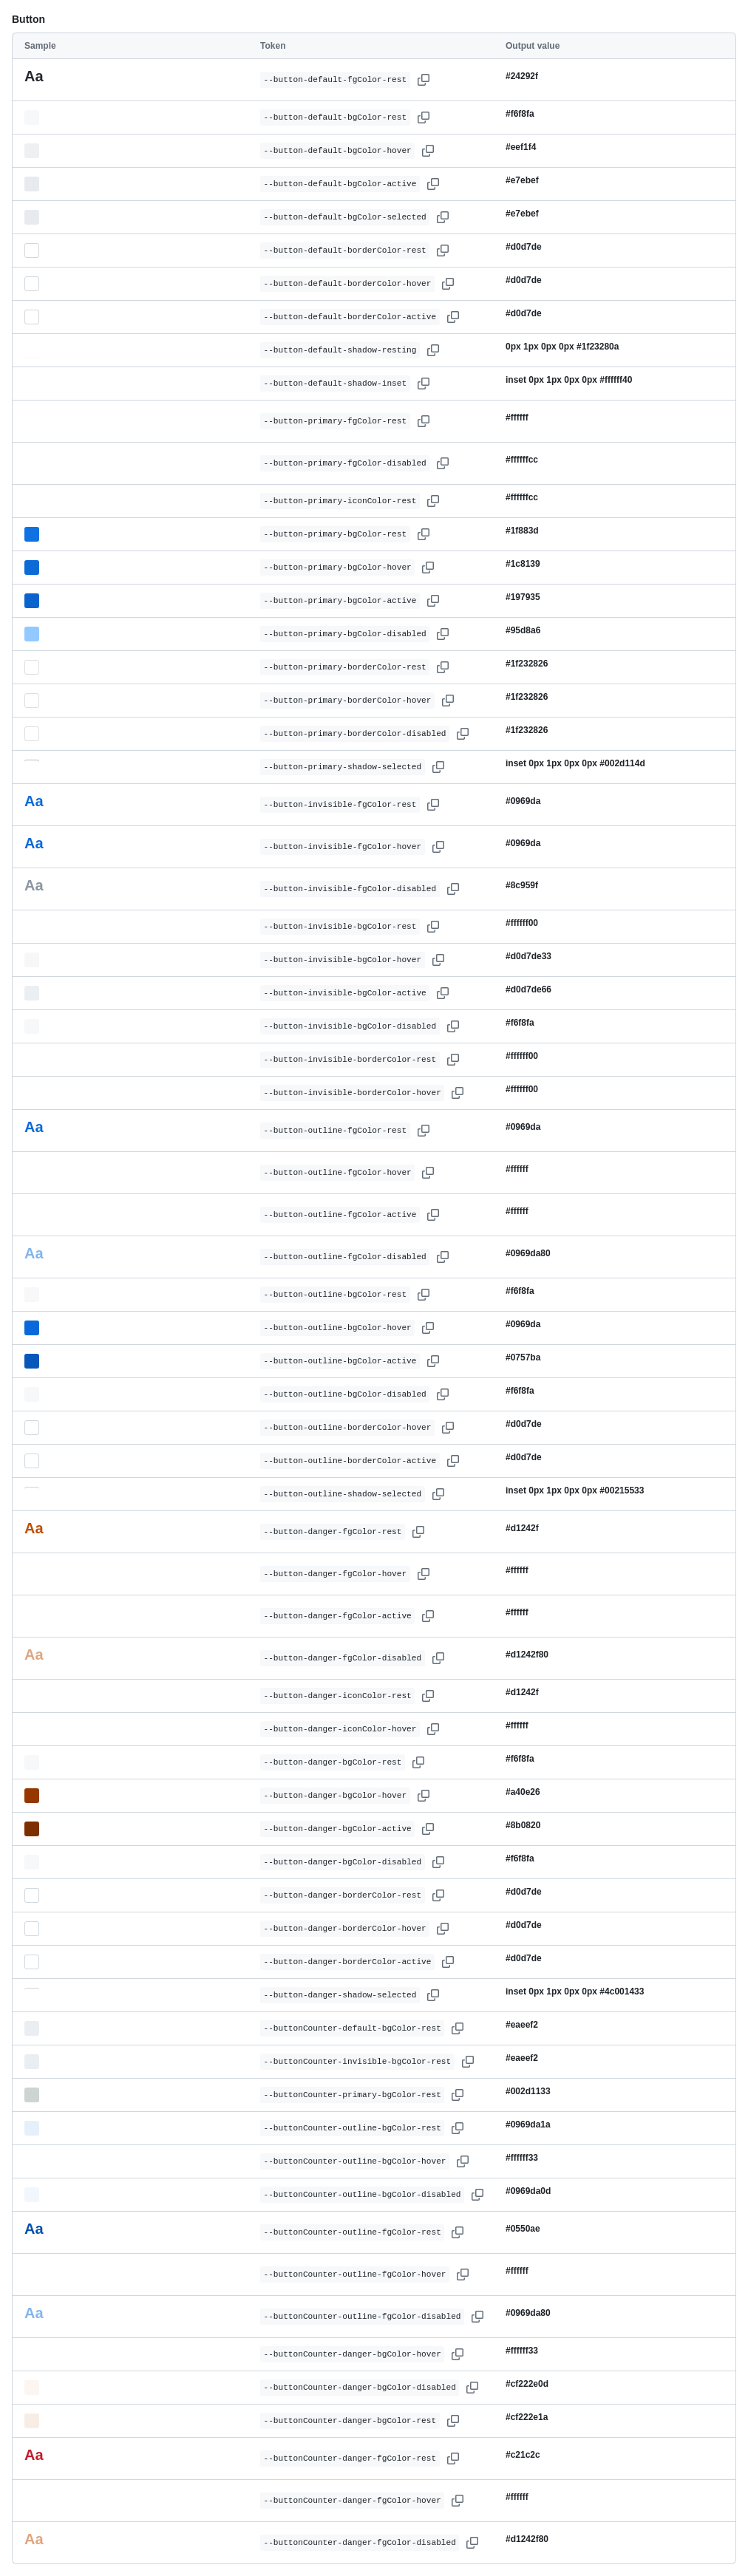 Button
Sample Token Output value
Aa --button-default-fgColor-rest #24292f
--button-default-bgColor-rest #f6f8fa
--button-default-bgColor-hover #eef1f4
--button-default-bgColor-active #e7ebef
--button-default-bgColor-selected #e7ebef
--button-default-borderColor-rest #d0d7de
--button-default-borderColor-hover #d0d7de
--button-default-borderColor-active #d0d7de
--button-default-shadow-resting 0px 1px 0px 0px #1f23280a
--button-default-shadow-inset inset 0px 1px 0px 0px #ffffff40
--button-primary-fgColor-rest #ffffff
--button-primary-fgColor-disabled #ffffffcc
--button-primary-iconColor-rest #ffffffcc
--button-primary-bgColor-rest #1f883d
--button-primary-bgColor-hover #1c8139
--button-primary-bgColor-active #197935
--button-primary-bgColor-disabled #95d8a6
--button-primary-borderColor-rest #1f232826
--button-primary-borderColor-hover #1f232826
--button-primary-borderColor-disabled #1f232826
--button-primary-shadow-selected inset 0px 1px 0px 0px #002d114d
Aa --button-invisible-fgColor-rest #0969da
Aa --button-invisible-fgColor-hover #0969da
Aa --button-invisible-fgColor-disabled #8c959f
--button-invisible-bgColor-rest #ffffff00
--button-invisible-bgColor-hover #d0d7de33
--button-invisible-bgColor-active #d0d7de66
--button-invisible-bgColor-disabled #f6f8fa
--button-invisible-borderColor-rest #ffffff00
--button-invisible-borderColor-hover #ffffff00
Aa --button-outline-fgColor-rest #0969da
--button-outline-fgColor-hover #ffffff
--button-outline-fgColor-active #ffffff
Aa --button-outline-fgColor-disabled #0969da80
--button-outline-bgColor-rest #f6f8fa
--button-outline-bgColor-hover #0969da
--button-outline-bgColor-active #0757ba
--button-outline-bgColor-disabled #f6f8fa
--button-outline-borderColor-hover #d0d7de
--button-outline-borderColor-active #d0d7de
--button-outline-shadow-selected inset 0px 1px 0px 0px #00215533
Aa --button-danger-fgColor-rest #d1242f
--button-danger-fgColor-hover #ffffff
--button-danger-fgColor-active #ffffff
Aa --button-danger-fgColor-disabled #d1242f80
--button-danger-iconColor-rest #d1242f
--button-danger-iconColor-hover #ffffff
--button-danger-bgColor-rest #f6f8fa
--button-danger-bgColor-hover #a40e26
--button-danger-bgColor-active #8b0820
--button-danger-bgColor-disabled #f6f8fa
--button-danger-borderColor-rest #d0d7de
--button-danger-borderColor-hover #d0d7de
--button-danger-borderColor-active #d0d7de
--button-danger-shadow-selected inset 0px 1px 0px 0px #4c001433
--buttonCounter-default-bgColor-rest #eaeef2
--buttonCounter-invisible-bgColor-rest #eaeef2
--buttonCounter-primary-bgColor-rest #002d1133
--buttonCounter-outline-bgColor-rest #0969da1a
--buttonCounter-outline-bgColor-hover #ffffff33
--buttonCounter-outline-bgColor-disabled #0969da0d
Aa --buttonCounter-outline-fgColor-rest #0550ae
--buttonCounter-outline-fgColor-hover #ffffff
Aa --buttonCounter-outline-fgColor-disabled #0969da80
--buttonCounter-danger-bgColor-hover #ffffff33
--buttonCounter-danger-bgColor-disabled #cf222e0d
--buttonCounter-danger-bgColor-rest #cf222e1a
Aa --buttonCounter-danger-fgColor-rest #c21c2c
--buttonCounter-danger-fgColor-hover #ffffff
Aa --buttonCounter-danger-fgColor-disabled #d1242f80